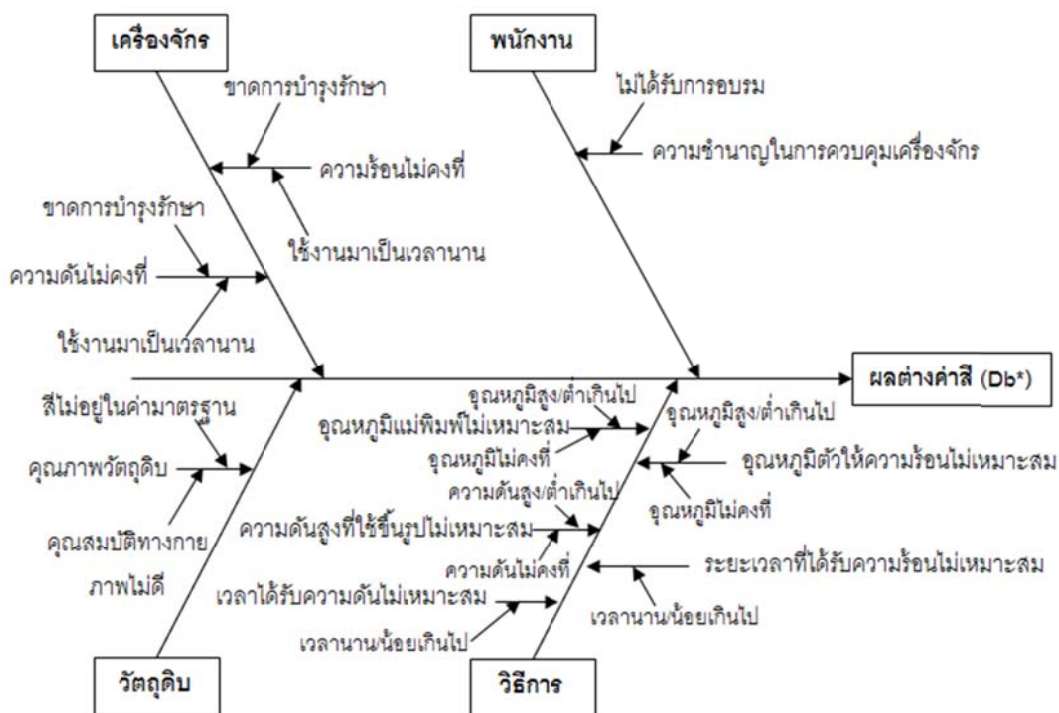 เครื่องจักร
พนักงาน
ขาดการบำรุงรักษา
ไม่ได้รับการอบรม
ความร้อนไม่คงที่
ความชำนาญในการควบคุมเครื่องจักร
ขาดการบำรุงรักษา
ใช้งานมาเป็นเวลานาน
ความดันไม่คงที่
ใช้งานมาเป็นเวลานาน
ผลต่างค่าสี (Db*)
สีไม่อยู่ในค่ามาตรฐาน
อุณหภูมิสูง/ต่ำเกินไป
อุณหภูมิสูง/ต่ำเกินไป
อุณหภูมิแม่พิมพ์ไม่เหมาะสม
คุณภาพวัตถุดิบ
อุณหภูมิไม่คงที่
อุณหภูมิตัวให้ความร้อนไม่เหมาะสม
ความดันสูง/ต่ำเกินไป
อุณหภูมิไม่คงที่
ความดันสูงที่ใช้ขึ้นรูปไม่เหมาะสม
คุณสมบัติทางกาย
ภาพไม่ดี
ความดันไม่คงที่
ระยะเวลาที่ได้รับความร้อนไม่เหมาะสม
เวลาได้รับความดันไม่เหมาะสม
เวลานาน/น้อยเกินไป
เวลานาน/น้อยเกินไป
วัตถุดิบ
วิธีการ